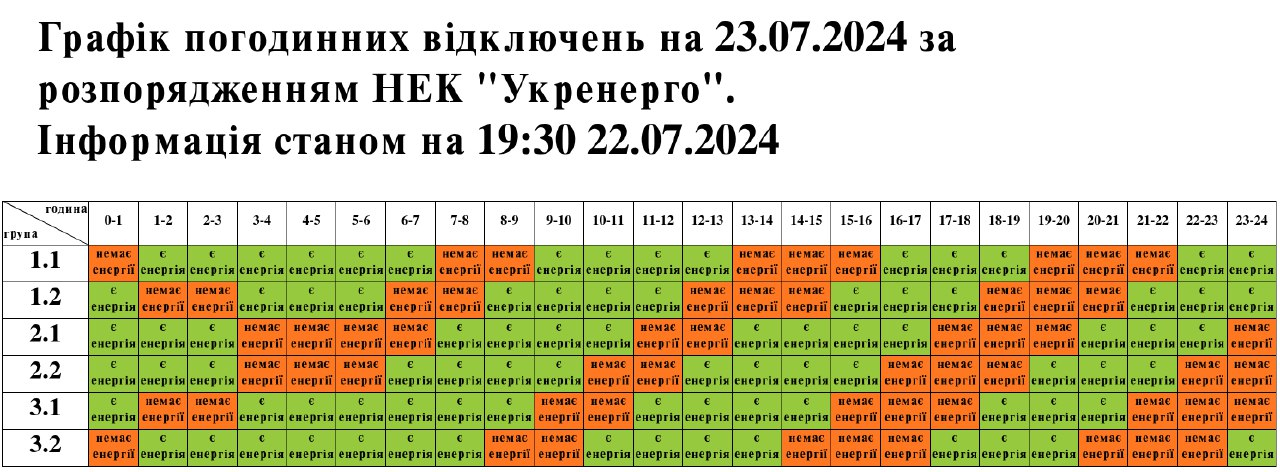 Графік погодинних відключень на 23.07.2024 за
розпорядженням НЕК "Укренерго".
Інформація станом на 19:30 22.07.2024
година група 0-1 1-2 2-3 3-4 4-5 5-6 6-7 7-8 8-9 9-10 10-11 11-12 12-13 13-14 14-15 15-16 16-17 17-18 18-19 19-20 20-21 21-22 22-23 23-24
1.1 немає енергії є енергія є енергія є енергія є енергія є енергія є енергія немає енергії немає енергії є енергія є енергія є енергія є енергія немає енергії немає енергії немає енергії є енергія є енергія є енергія немає енергії немає енергії немає енергії є енергія є енергія
1.2 є енергія немає енергії немає енергії є енергія є енергія є енергія немає енергії немає енергії є енергія є енергія є енергія є енергія немає енергії немає енергії немає енергії є енергія є енергія є енергія немає енергії немає енергії немає енергії є енергія є енергія є енергія
2.1 є енергія є енергія є енергія немає енергії немає енергії немає енергії немає енергії є енергія є енергія є енергія є енергія немає енергії немає енергії є енергія є енергія є енергія є енергія немає енергії немає енергії немає енергії є енергія є енергія є енергія немає енергії
2.2 є енергія є енергія є енергія немає енергії немає енергії немає енергії є енергія є енергія є енергія є енергія немає енергії немає енергії є енергія є енергія є енергія є енергія немає енергії немає енергії немає енергії є енергія є енергія є енергія немає енергії немає енергії
3.1 є енергія немає енергії немає енергії є енергія є енергія є енергія є енергія є енергія є енергія немає енергії немає енергії є енергія є енергія є енергія є енергія немає енергії немає енергії немає енергії є енергія є енергія є енергія немає енергії немає енергії немає енергії
3.2 немає енергії є енергія є енергія є енергія є енергія є енергія є енергія є енергія немає енергії немає енергії є енергія є енергія є енергія є енергія немає енергії немає енергії немає енергії є енергія є енергія є енергія немає енергії немає енергії немає енергії є енергія